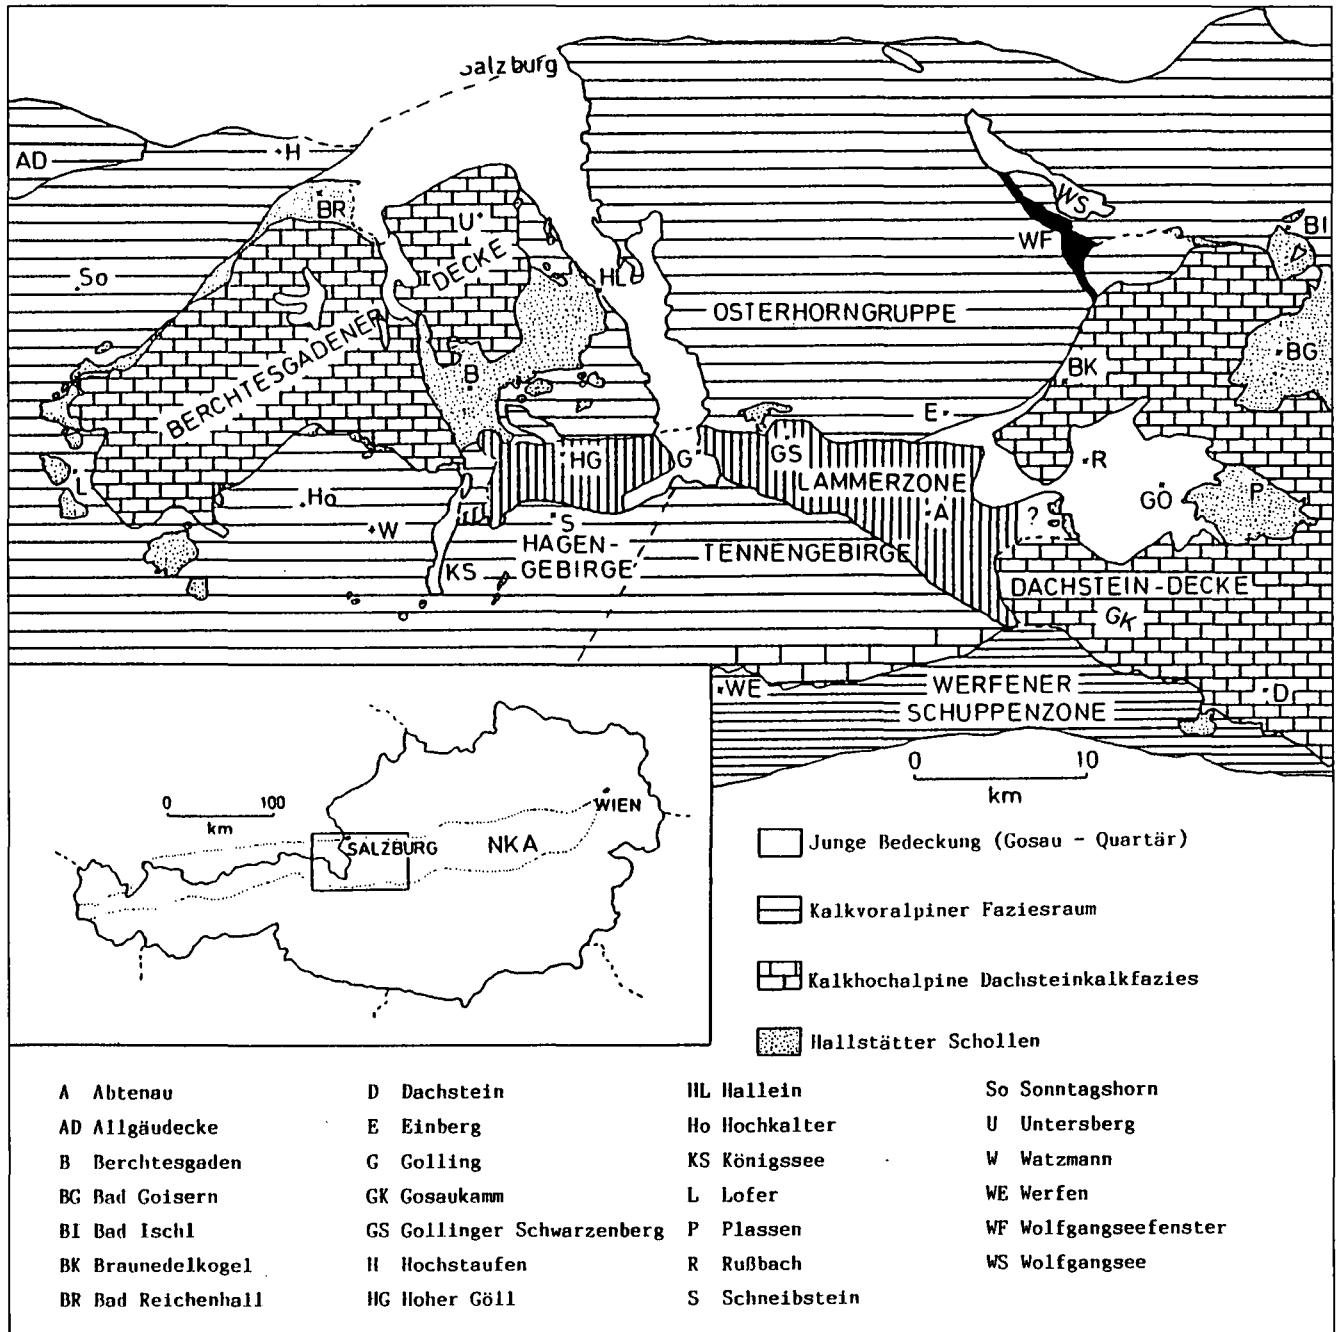 Salzburg
H
AD
BR
U
WS
BI
WF
So
DECKE
HL
OSTERHORNGRUPPE
BG
BERCHTESGADENER
B
BK
E
HG
G
GS
R
L
LAMMERZONE
Ho
GÖ
P
W
S
A
?
HAGEN-
GEBIRGE
TENNENGEBIRGE
KS
DACHSTEIN-DECKE
GK
WE
WERFENER
SCHUPPENZONE
D
0 10
km
0 100
km
WIEN
SALZBURG
NKA
Junge Bedeckung (Gosau - Quartär)
Kalkvoralpiner Faziesraum
Kalkhochalpine Dachsteinkalkfazies
Hallstätter Schollen
A Abtenau
AD Allgäudecke
B Berchtesgaden
BG Bad Goisern
BI Bad Ischl
BK Braunedelkogel
BR Bad Reichenhall
D Dachstein
E Einberg
G Golling
GK Gosaukamm
GS Gollinger Schwarzenberg
H Hochstaufen
HG Hoher Göll
HL Hallein
Ho Hochkalter
KS Königssee
L Lofer
P Plassen
R Rußbach
S Schneibstein
So Sonntagshorn
U Untersberg
W Watzmann
WE Werfen
WF Wolfgangseefenster
WS Wolfgangsee